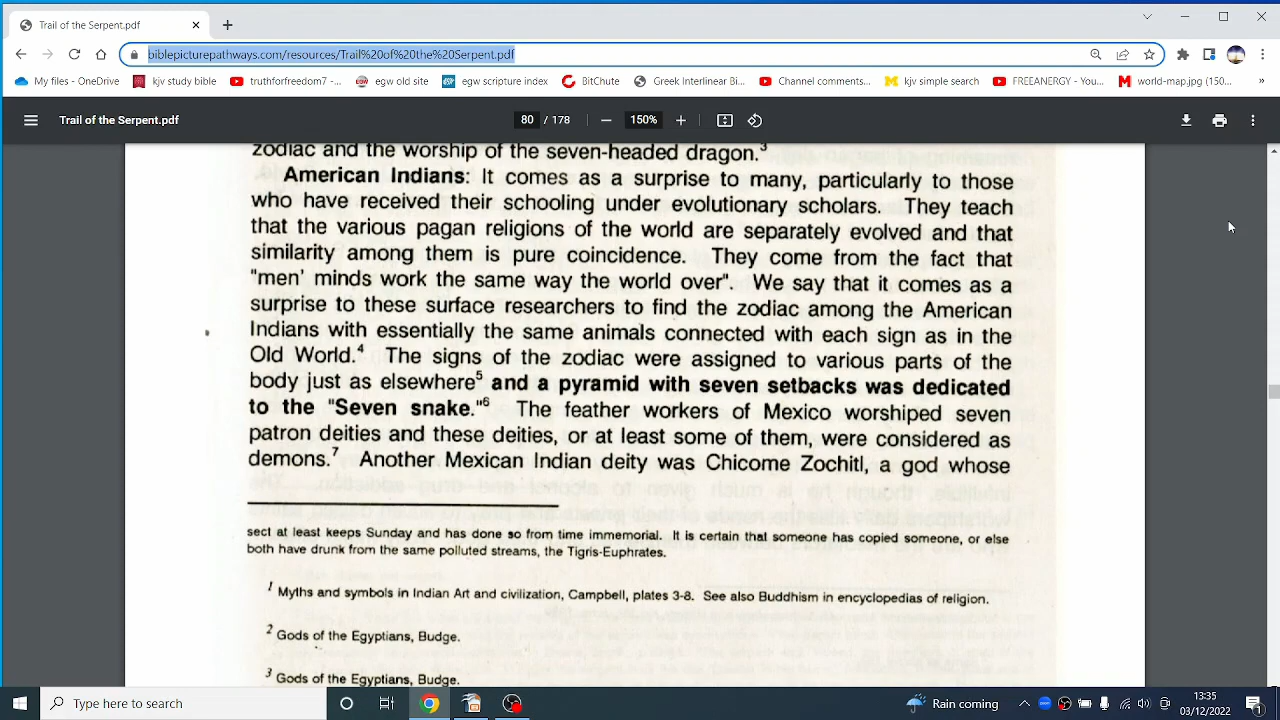 Trail of the Serpent.pdf
biblepicturepathways.com/resources/Trail%20of%20the%20Serpent.pdf
My files - OneDrive
kjv study bible
truthforfreedom7 -...
egw old site
egw scripture index
BitChute
Greek Interlinear Bi...
Channel comments...
kjv simple search
FREEANERGY - You...
world-map.jpg (150...
Trail of the Serpent.pdf
80 / 178
150%
zodiac and the worship of the seven-headed dragon.3
American Indians: It comes as a surprise to many, particularly to those
who have received their schooling under evolutionary scholars. They teach
that the various pagan religions of the world are separately evolved and that
similarity among them is pure coincidence. They come from the fact that
"men' minds work the same way the world over". We say that it comes as a
surprise to these surface researchers to find the zodiac among the American
Indians with essentially the same animals connected with each sign as in the
Old World.4 The signs of the zodiac were assigned to various parts of the
body just as elsewhere5 and a pyramid with seven setbacks was dedicated
to the "Seven snake."6 The feather workers of Mexico worshiped seven
patron deities and these deities, or at least some of them, were considered as
demons.7 Another Mexican Indian deity was Chicome Zochitl, a god whose
sect at least keeps Sunday and has done so from time immemorial. It is certain that someone has copied someone, or else
both have drunk from the same polluted streams, the Tigris-Euphrates.
1 Myths and symbols in Indian Art and civilization, Campbell, plates 3-8. See also Buddhism in encyclopedias of religion.
2 Gods of the Egyptians, Budge.
3 Gods of the Egyptians, Budge.
Type here to search
Rain coming
13:35
03/12/2022